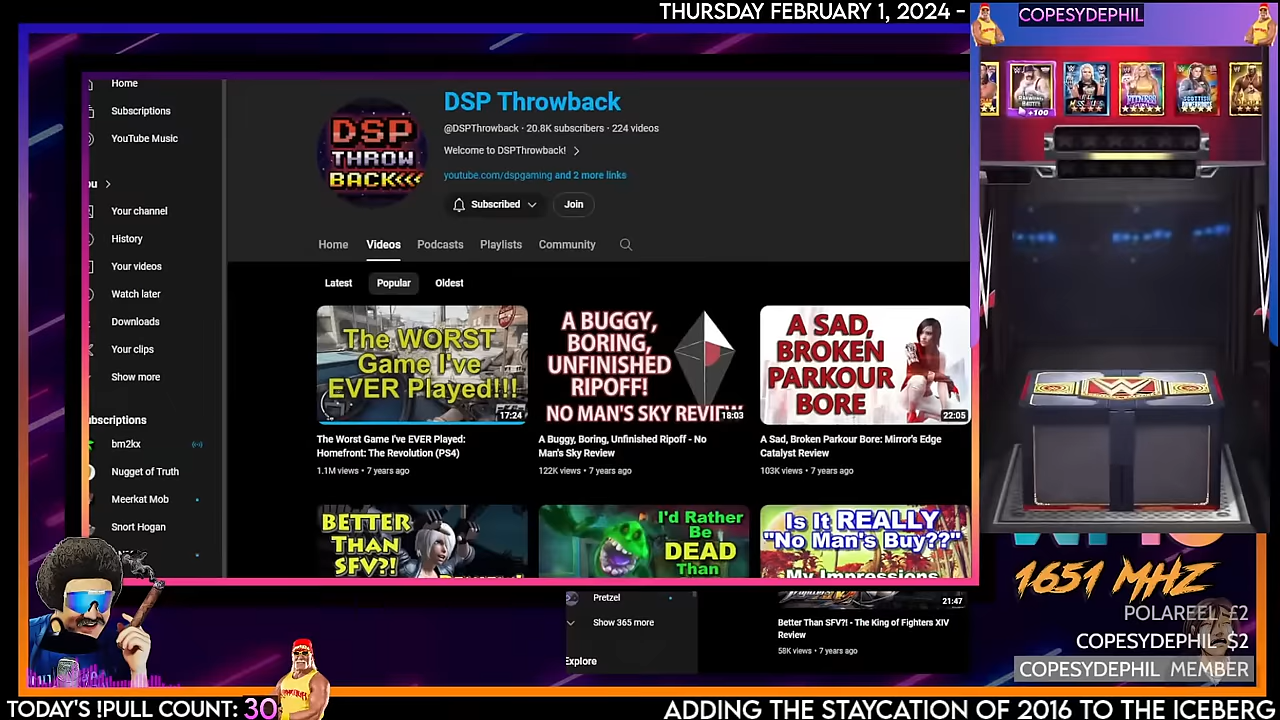 THURSDAY FEBRUARY 1, 2024 -
COPESYDEPHIL
+100
Home
Subscriptions
YouTube Music
ou
Your channel
History
Your videos
Watch later
Downloads
Your clips
Show more
ubscriptions
bm2kx
Nugget of Truth
Meerkat Mob
Snort Hogan
DSP
THROW
BACK<<<
DSP Throwback
@DSPThrowback · 20.8K subscribers · 224 videos
Welcome to DSPThrowback!
youtube.com/dspgaming and 2 more links
Subscribed
Join
Home
Videos
Podcasts
Playlists
Community
Latest
Popular
Oldest
The WORST
Game I've
EVER Played!!!
17:24
The Worst Game I've EVER Played:
Homefront: The Revolution (PS4)
1.1M views · 7 years ago
A BUGGY,
BORING,
UNFINISHED
RIPOFF!
NO MAN'S SKY REVIEW
18:03
A Buggy, Boring, Unfinished Ripoff - No
Man's Sky Review
122K views · 7 years ago
A SAD,
BROKEN
PARKOUR
BORE
22:05
A Sad, Broken Parkour Bore: Mirror's Edge
Catalyst Review
103K views · 7 years ago
BETTER
THAN
SFV?!
I'd Rather
Be
DEAD
Than
Is It REALLY
"No Man's Buy??"
My Impressions
Pretzel
Show 365 more
Explore
21:47
Better Than SFV?! - The King of Fighters XIV
Review
58K views · 7 years ago
1651 MHZ
POLAREEL £2
COPESYDEPHIL $2
COPESYDEPHIL MEMBER
TODAY'S !PULL COUNT: 30
ADDING THE STAYCATION OF 2016 TO THE ICEBERG